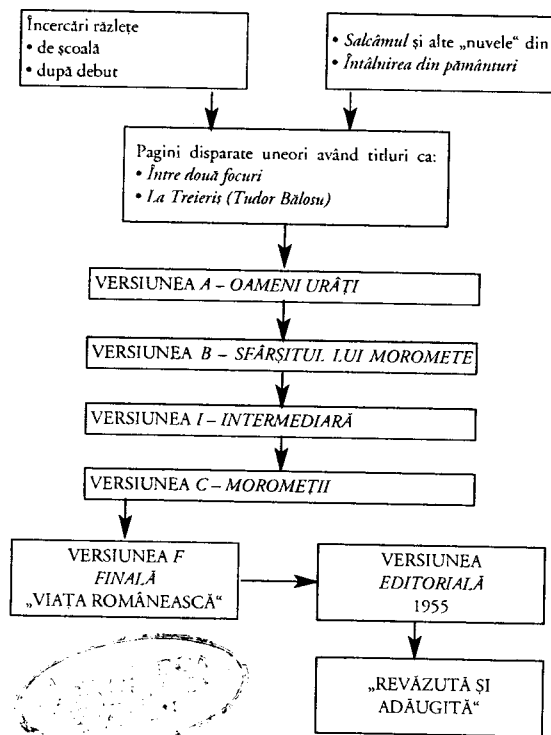 Încercări răzlețe
• de școală
• după debut
• Salcâmul și alte „nuvele“ din
• Întâlnirea din pământuri
Pagini disparate uneori având titluri ca:
• Între două focuri
• La Treieriș (Tudor Bălosu)
VERSIUNEA A – OAMENI URÂȚI
VERSIUNEA B – SFÂRȘITUL LUI MOROMETE
VERSIUNEA I – INTERMEDIARĂ
VERSIUNEA C – MOROMEȚII
VERSIUNEA F
FINALĂ
„VIAȚA ROMÂNEASCĂ“
VERSIUNEA
EDITORIALĂ
1955
„REVĂZUTĂ ȘI
ADĂUGITĂ“